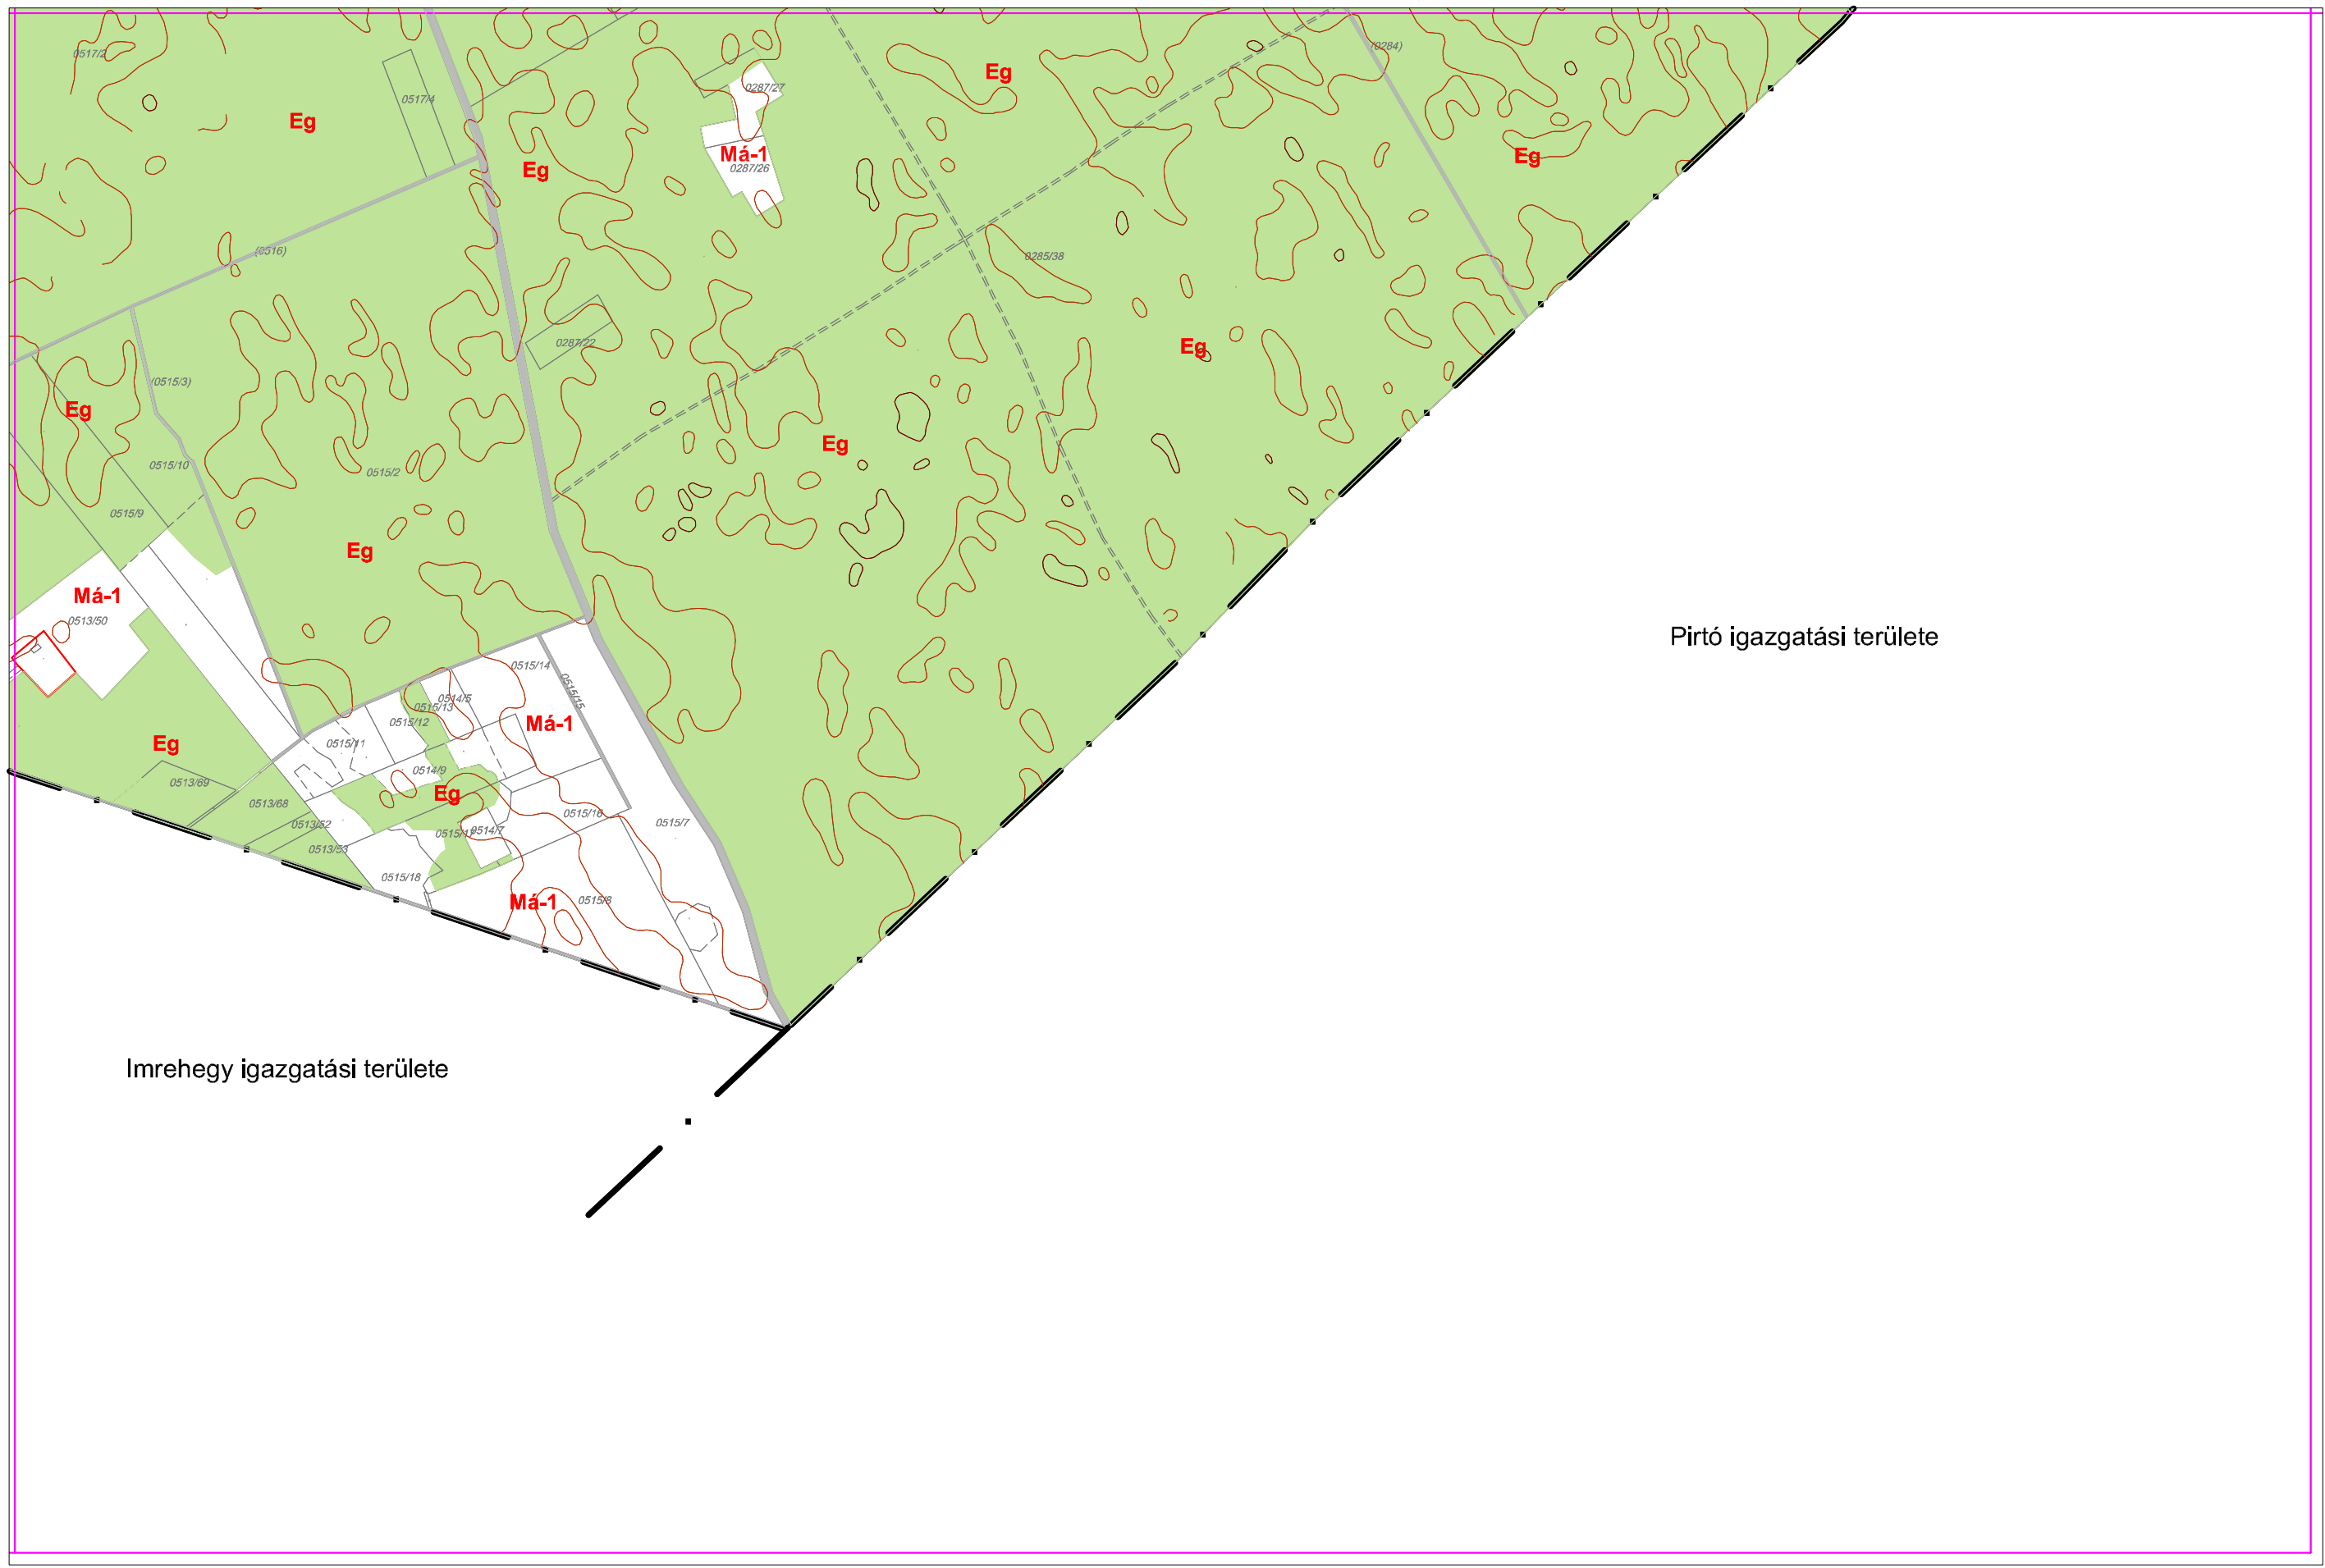 0517/2
(0284)
Eg
0287/27
0517/4
Eg
Má-1
Eg
0287/26
Eg
(0516)
0285/38
0287/22
Eg
(0515/3)
Eg
Eg
0515/10
0515/2
0515/9
Eg
Má-1
0513/50
Pirtó igazgatási területe
0515/14
0515/15
0514/5
0515/13
0515/12
Má-1
Eg
0515/11
0514/9
0513/69
Eg
0513/68
0515/16
0515/7
0513/52
0515/17
0514/7
0513/53
0515/18
Má-1
0515/8
Imrehegy igazgatási területe